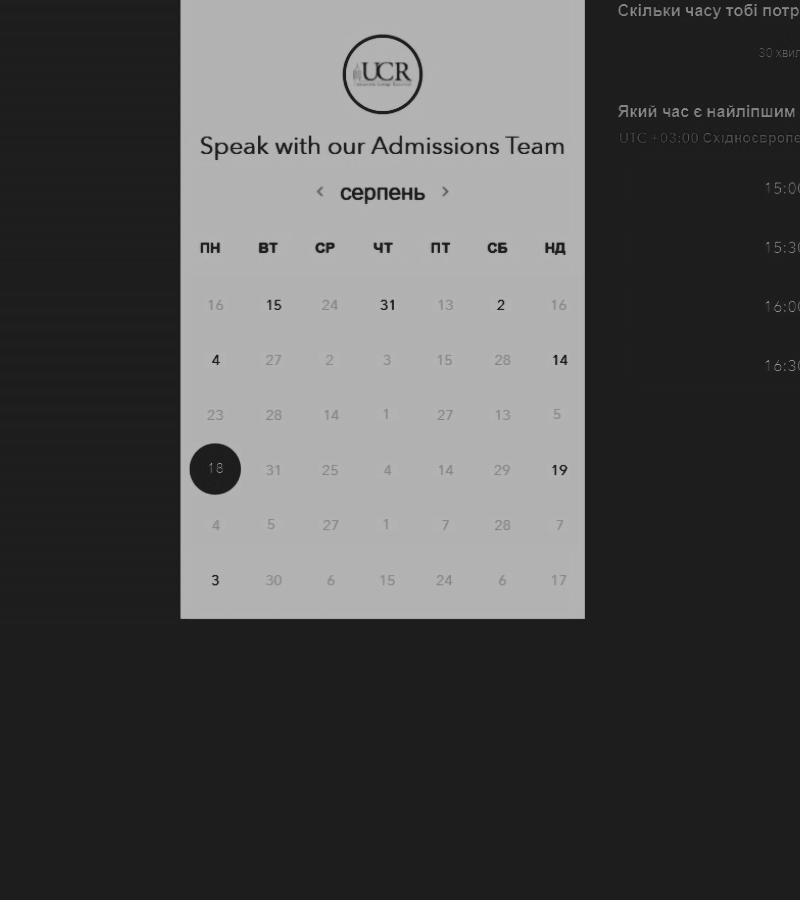 UCR
Speak with our Admissions Team
‹ серпень ›
ПН ВТ СР ЧТ ПТ СБ НД
16 15 24 31 13 2 16
4 27 2 3 15 28 14
23 28 14 1 27 13 5
18 31 25 4 14 29 19
4 5 27 1 7 28 7
3 30 6 15 24 6 17
Скільки часу тобі потр
30 хвил
Який час є найліпшим
UTC +03:00 Східноєвропе
15:00
15:30
16:00
16:30